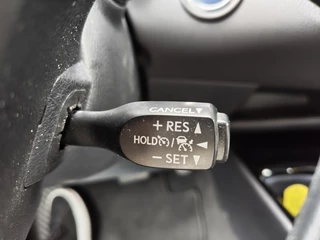 CANCEL▼
+ RES ▲
HOLD / ◀
− SET ▼